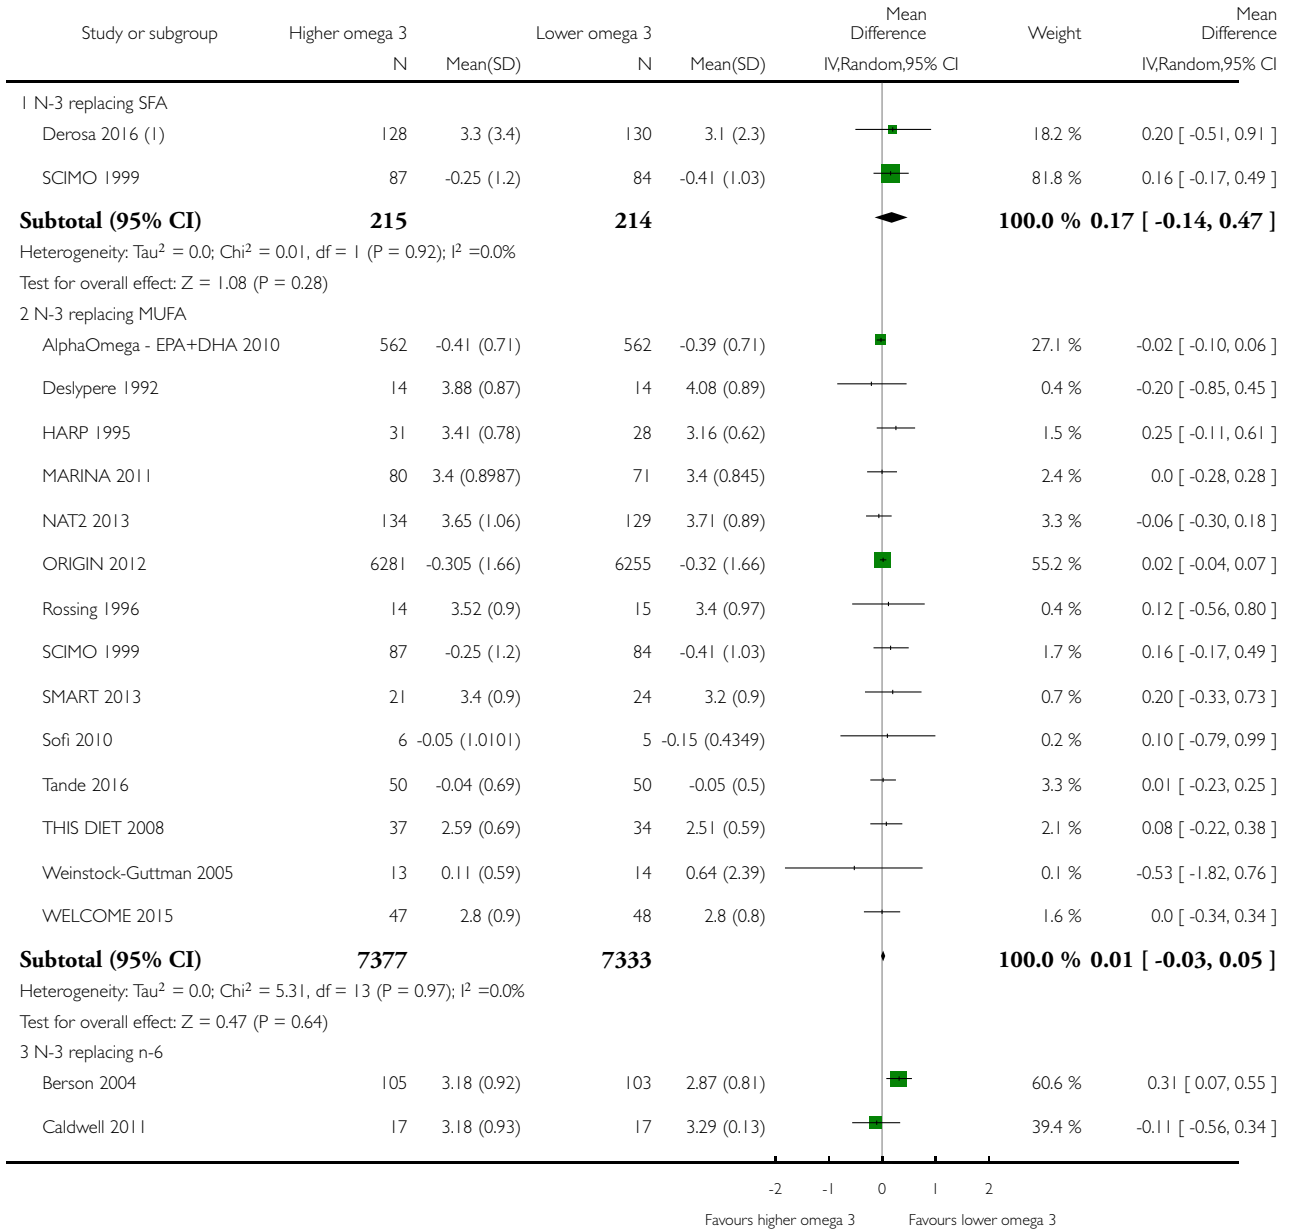 Study or subgroup Higher omega 3 Lower omega 3 Mean Difference Weight Mean Difference
N Mean(SD) N Mean(SD) IV,Random,95% CI IV,Random,95% CI
1 N-3 replacing SFA
Derosa 2016 (1) 128 3.3 (3.4) 130 3.1 (2.3) 18.2 % 0.20 [ -0.51, 0.91 ]
SCIMO 1999 87 -0.25 (1.2) 84 -0.41 (1.03) 81.8 % 0.16 [ -0.17, 0.49 ]
Subtotal (95% CI) 215 214 100.0 % 0.17 [ -0.14, 0.47 ]
Heterogeneity: Tau² = 0.0; Chi² = 0.01, df = 1 (P = 0.92); I² =0.0%
Test for overall effect: Z = 1.08 (P = 0.28)
2 N-3 replacing MUFA
AlphaOmega - EPA+DHA 2010 562 -0.41 (0.71) 562 -0.39 (0.71) 27.1 % -0.02 [ -0.10, 0.06 ]
Deslypere 1992 14 3.88 (0.87) 14 4.08 (0.89) 0.4 % -0.20 [ -0.85, 0.45 ]
HARP 1995 31 3.41 (0.78) 28 3.16 (0.62) 1.5 % 0.25 [ -0.11, 0.61 ]
MARINA 2011 80 3.4 (0.8987) 71 3.4 (0.845) 2.4 % 0.0 [ -0.28, 0.28 ]
NAT2 2013 134 3.65 (1.06) 129 3.71 (0.89) 3.3 % -0.06 [ -0.30, 0.18 ]
ORIGIN 2012 6281 -0.305 (1.66) 6255 -0.32 (1.66) 55.2 % 0.02 [ -0.04, 0.07 ]
Rossing 1996 14 3.52 (0.9) 15 3.4 (0.97) 0.4 % 0.12 [ -0.56, 0.80 ]
SCIMO 1999 87 -0.25 (1.2) 84 -0.41 (1.03) 1.7 % 0.16 [ -0.17, 0.49 ]
SMART 2013 21 3.4 (0.9) 24 3.2 (0.9) 0.7 % 0.20 [ -0.33, 0.73 ]
Sofi 2010 6 -0.05 (1.0101) 5 -0.15 (0.4349) 0.2 % 0.10 [ -0.79, 0.99 ]
Tande 2016 50 -0.04 (0.69) 50 -0.05 (0.5) 3.3 % 0.01 [ -0.23, 0.25 ]
THIS DIET 2008 37 2.59 (0.69) 34 2.51 (0.59) 2.1 % 0.08 [ -0.22, 0.38 ]
Weinstock-Guttman 2005 13 0.11 (0.59) 14 0.64 (2.39) 0.1 % -0.53 [ -1.82, 0.76 ]
WELCOME 2015 47 2.8 (0.9) 48 2.8 (0.8) 1.6 % 0.0 [ -0.34, 0.34 ]
Subtotal (95% CI) 7377 7333 100.0 % 0.01 [ -0.03, 0.05 ]
Heterogeneity: Tau² = 0.0; Chi² = 5.31, df = 13 (P = 0.97); I² =0.0%
Test for overall effect: Z = 0.47 (P = 0.64)
3 N-3 replacing n-6
Berson 2004 105 3.18 (0.92) 103 2.87 (0.81) 60.6 % 0.31 [ 0.07, 0.55 ]
Caldwell 2011 17 3.18 (0.93) 17 3.29 (0.13) 39.4 % -0.11 [ -0.56, 0.34 ]
-2 -1 0 1 2
Favours higher omega 3 Favours lower omega 3